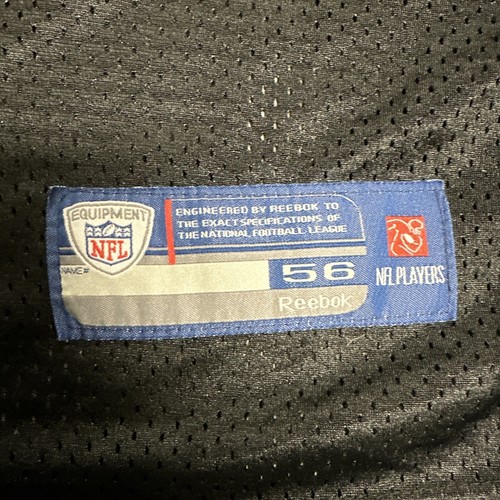 EQUIPMENT
NFL
ENGINEERED BY REEBOK TO
THE EXACT SPECIFICATIONS OF
THE NATIONAL FOOTBALL LEAGUE
NAME#
56
Reebok
NFL PLAYERS